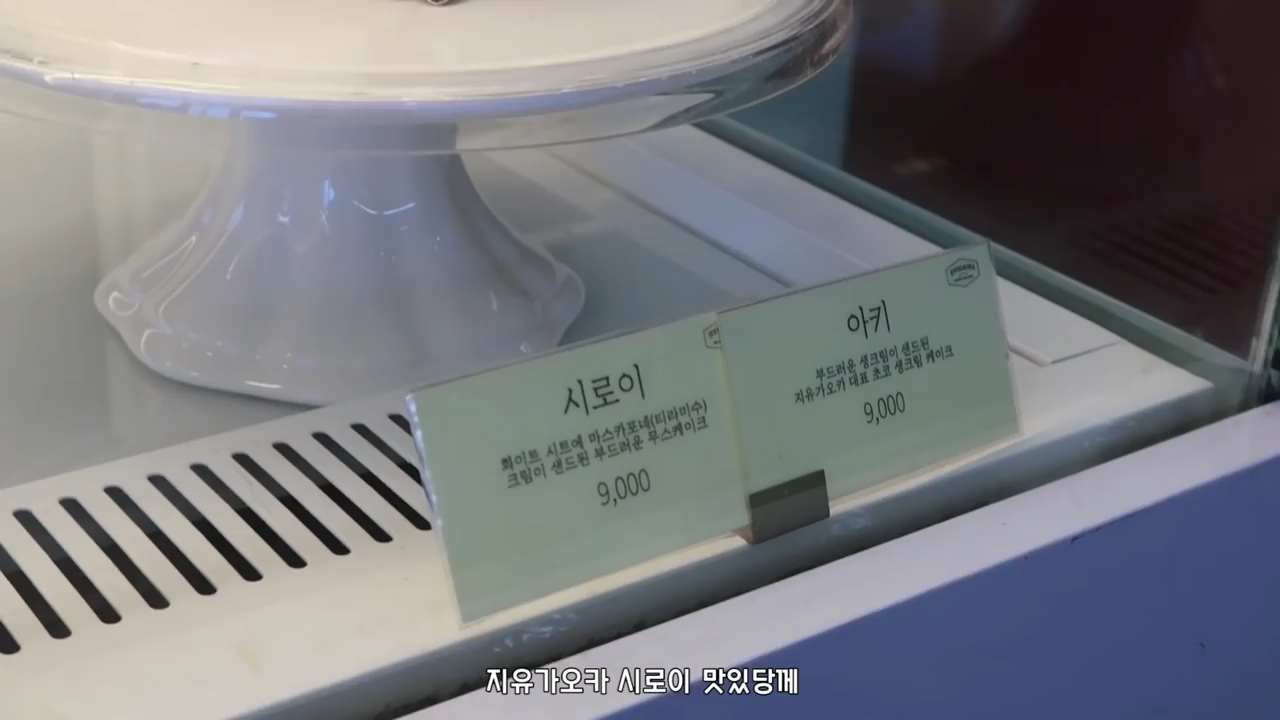 시로이
화이트 시트에 마스카포네(티라미수)
크림이 샌드된 부드러운 무스케이크
9,000
아키
부드러운 생크림이 샌드된
지유가오카 대표 초코 생크림 케이크
9,000
지유가오카 시로이 맛있당께